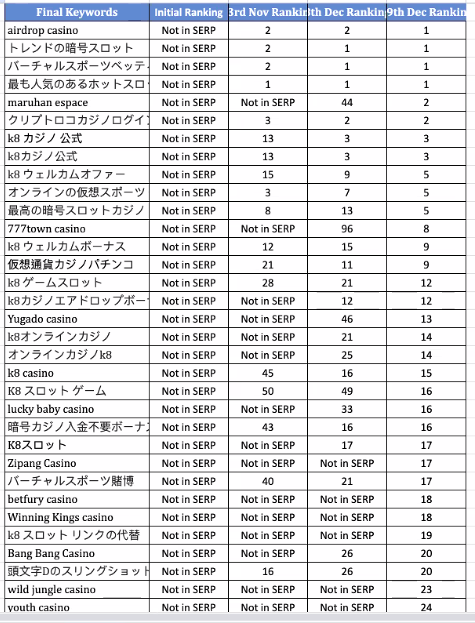 Final Keywords Initial Ranking 3rd Nov Rankin th Dec Ranking 9th Dec Rankin
airdrop casino Not in SERP 2 2 1
トレンドの暗号スロット Not in SERP 2 1 1
バーチャルスポーツベッティ Not in SERP 2 1 1
最も人気のあるホットスロ Not in SERP 1 1 1
maruhan espace Not in SERP Not in SERP 44 2
クリプトロコカジノログイン Not in SERP 3 2 2
k8 カジノ 公式 Not in SERP 13 3 3
k8カジノ公式 Not in SERP 13 3 3
k8 ウェルカムオファー Not in SERP 15 9 5
オンラインの仮想スポーツ Not in SERP 3 7 5
最高の暗号スロットカジノ Not in SERP 8 13 5
777town casino Not in SERP Not in SERP 96 8
k8 ウェルカムボーナス Not in SERP 12 15 9
仮想通貨カジノパチンコ Not in SERP 21 11 9
k8 ゲームスロット Not in SERP 28 21 12
k8カジノエアドロップボー Not in SERP Not in SERP 12 12
Yugado casino Not in SERP Not in SERP 46 13
k8オンラインカジノ Not in SERP Not in SERP 21 14
オンラインカジノk8 Not in SERP Not in SERP 25 14
k8 casino Not in SERP 45 16 15
K8 スロット ゲーム Not in SERP 50 49 16
lucky baby casino Not in SERP Not in SERP 33 16
暗号カジノ入金不要ボーナ Not in SERP 43 16 16
K8スロット Not in SERP Not in SERP 17 17
Zipang Casino Not in SERP Not in SERP Not in SERP 17
バーチャルスポーツ賭博 Not in SERP 40 21 17
betfury casino Not in SERP Not in SERP Not in SERP 18
Winning Kings casino Not in SERP Not in SERP Not in SERP 18
k8 スロット リンクの代替 Not in SERP Not in SERP Not in SERP 19
Bang Bang Casino Not in SERP Not in SERP 26 20
頭文字Dのスリングショット Not in SERP 16 26 20
wild jungle casino Not in SERP Not in SERP Not in SERP 23
youth casino Not in SERP Not in SERP Not in SERP 24